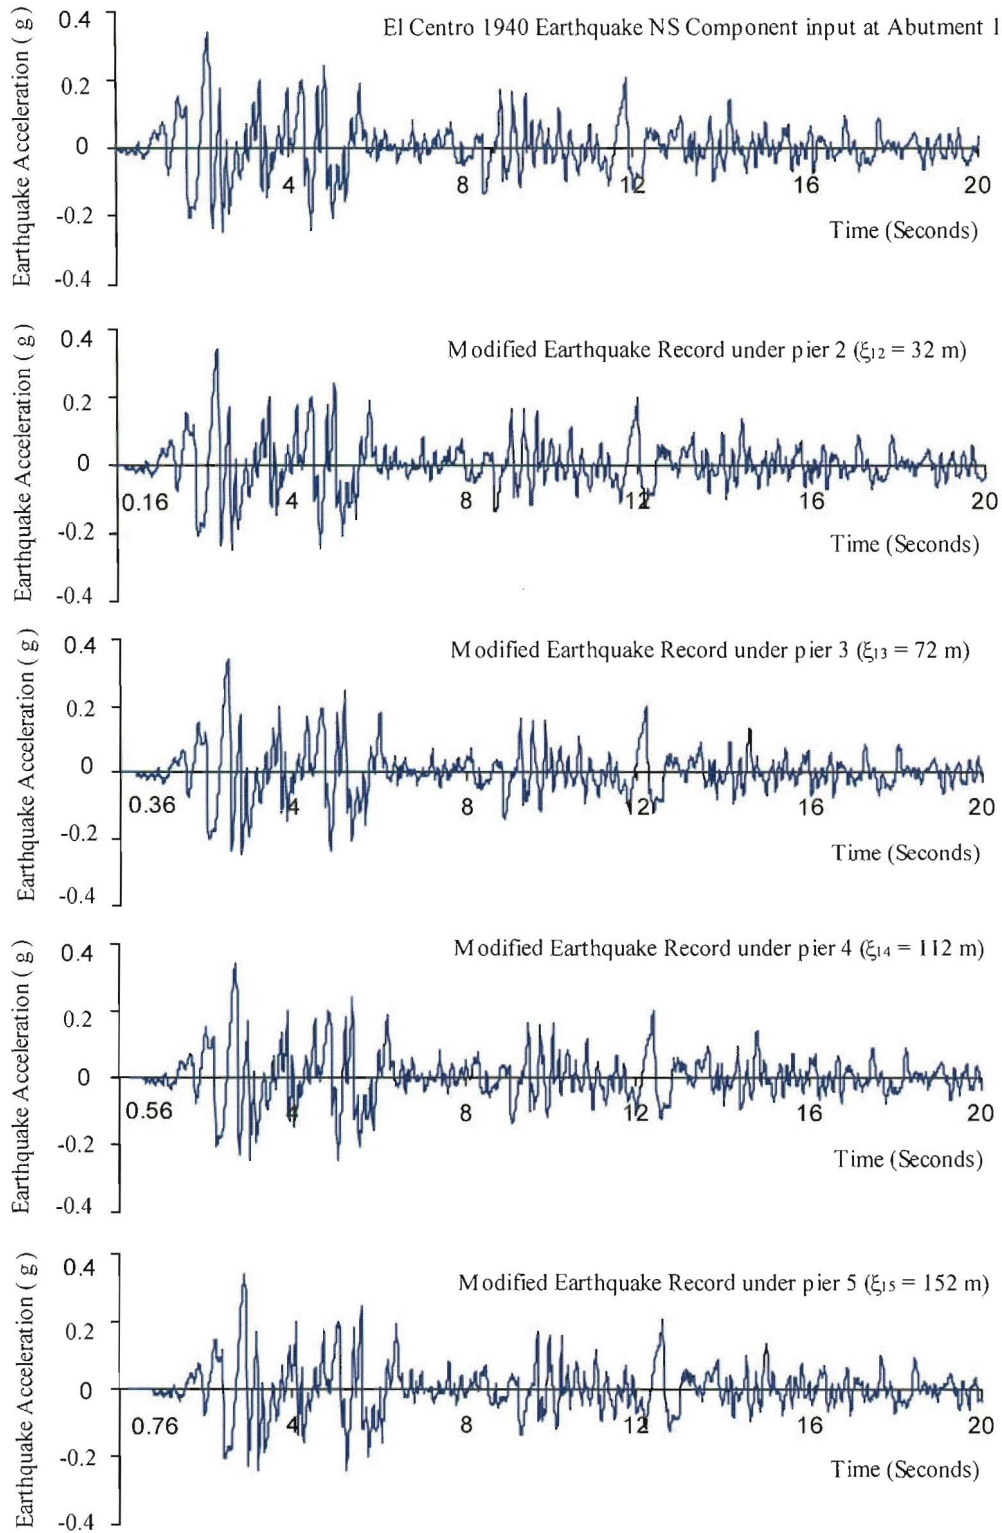 Earthquake Acceleration ( g )
El Centro 1940 Earthquake NS Component input at Abutment 1
0.4
0.2
0
-0.2
-0.4
4 8 12 16 20
Time (Seconds)
Earthquake Acceleration ( g )
Modified Earthquake Record under pier 2 (ξ12 = 32 m)
0.4
0.2
0
-0.2
-0.4
0.16 4 8 12 16 20
Time (Seconds)
Earthquake Acceleration ( g )
Modified Earthquake Record under pier 3 (ξ13 = 72 m)
0.4
0.2
0
-0.2
-0.4
0.36 4 8 12 16 20
Time (Seconds)
Earthquake Acceleration ( g )
Modified Earthquake Record under pier 4 (ξ14 = 112 m)
0.4
0.2
0
-0.2
-0.4
0.56 4 8 12 16 20
Time (Seconds)
Earthquake Acceleration ( g )
Modified Earthquake Record under pier 5 (ξ15 = 152 m)
0.4
0.2
0
-0.2
-0.4
0.76 4 8 12 16 20
Time (Seconds)